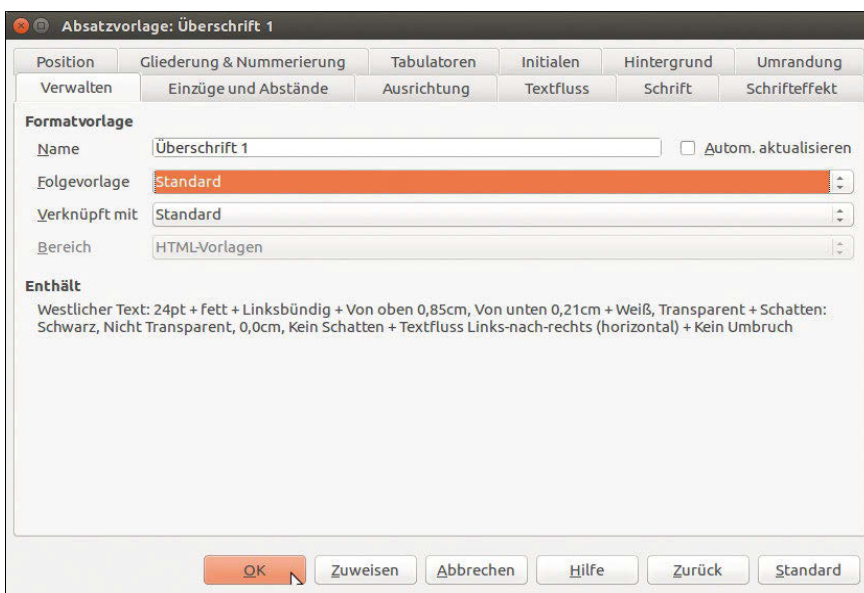 Absatzvorlage: Überschrift 1
Position Gliederung & Nummerierung Tabulatoren Initialen Hintergrund Umrandung
Verwalten Einzüge und Abstände Ausrichtung Textfluss Schrift Schrifteffekt
Formatvorlage
Name Überschrift 1 Autom. aktualisieren
Folgevorlage Standard
Verknüpft mit Standard
Bereich HTML-Vorlagen
Enthält
Westlicher Text: 24pt + fett + Linksbündig + Von oben 0,85cm, Von unten 0,21cm + Weiß, Transparent + Schatten:
Schwarz, Nicht Transparent, 0,0cm, Kein Schatten + Textfluss Links-nach-rechts (horizontal) + Kein Umbruch
OK Zuweisen Abbrechen Hilfe Zurück Standard